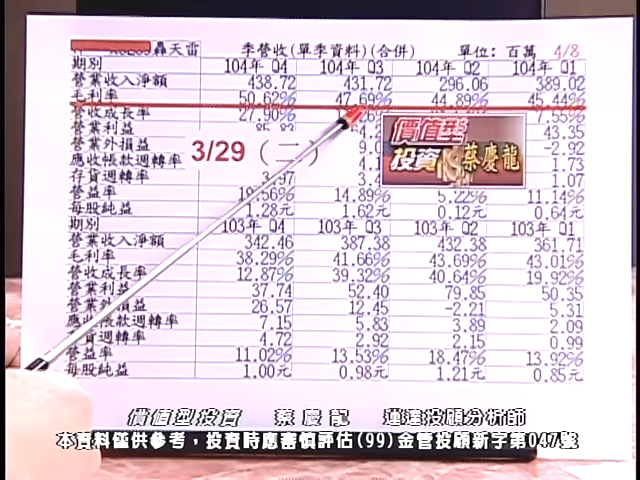 轟天雷 季營收(單季資料)(合併) 單位: 百萬 4/8
期別 104年 Q4 104年 Q3 104年 Q2 104年 Q1
營業收入淨額 438.72 431.72 296.06 389.02
毛利率 50.62% 47.69% 44.89% 45.44%
營收成長率 27.90% 7.55%
營業利益 43.35
營業外損益 -2.92
應收帳款週轉率 1.73
存貨週轉率 1.07
營益率 14.89% 5.22% 11.14%
每股純益 1.28元 1.62元 0.12元 0.64元
3/29 (二)
價值型
投資 蔡慶龍
期別 103年 Q4 103年 Q3 103年 Q2 103年 Q1
營業收入淨額 342.46 387.38 432.38 361.71
毛利率 38.29% 41.66% 43.69% 43.01%
營收成長率 12.87% 39.32% 40.64% 19.92%
營業利益 37.74 52.40 79.85 50.35
營業外損益 26.57 12.45 -2.21 5.31
應收帳款週轉率 7.15 5.83 3.89 2.09
貨週轉率 4.72 2.92 2.15 0.99
營益率 11.02% 13.53% 18.47% 13.92%
每股純益 1.00元 0.98元 1.21元 0.85元
價值型投資 蔡慶龍 運達投顧分析師
本資料僅供參考，投資時應審慎評估(99)金管投顧新字第047號